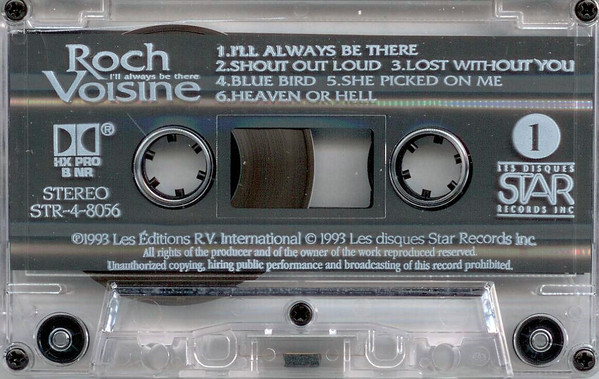 Roch
I'll always be there
Voisine
1.I'LL ALWAYS BE THERE
2.SHOUT OUT LOUD 3.LOST WITHOUT YOU
4.BLUE BIRD 5.SHE PICKED ON ME
6.HEAVEN OR HELL
®
HX PRO
B NR
STEREO
STR-4-8056
1
LES DISQUES
STAR
RECORDS INC
℗1993 Les Éditions R.V. International © 1993 Les disques Star Records inc.
All rights of the producer and of the owner of the work reproduced reserved.
Unauthorized copying, hiring public performance and broadcasting of this record prohibited.